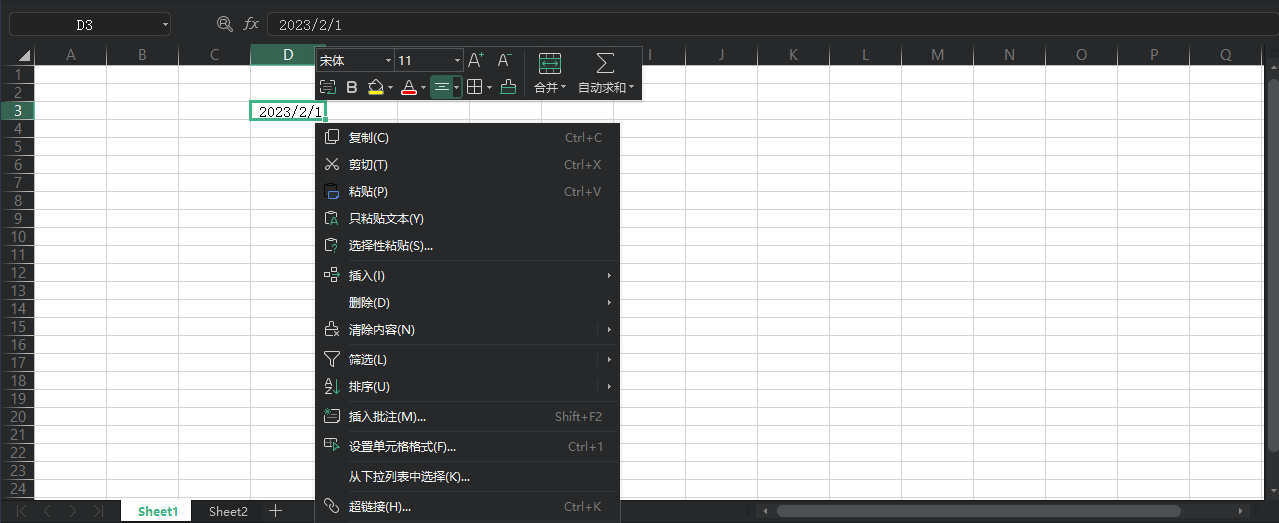 D3
fx 2023/2/1
A B C D I J K L M N O P Q
宋体 11 A+ A-
B A 合并 自动求和
1
2
3 2023/2/1
4
5
6
7
8
9
10
11
12
13
14
15
16
17
18
19
20
21
22
23
24
复制(C) Ctrl+C
剪切(T) Ctrl+X
粘贴(P) Ctrl+V
只粘贴文本(Y)
选择性粘贴(S)...
插入(I)
删除(D)
清除内容(N)
筛选(L)
排序(U)
插入批注(M)... Shift+F2
设置单元格格式(F)... Ctrl+1
从下拉列表中选择(K)...
超链接(H)... Ctrl+K
Sheet1 Sheet2